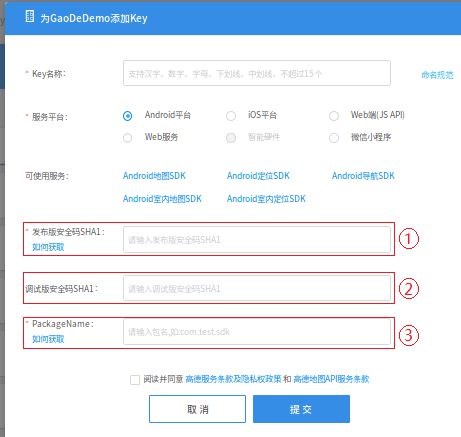 为GaoDeDemo添加Key
* Key名称: 支持汉字、数字、字母、下划线、中划线、不超过15个 命名规范
* 服务平台: Android平台 iOS平台 Web端(JS API)
Web服务 智能硬件 微信小程序
可使用服务: Android地图SDK Android定位SDK Android导航SDK
Android室内地图SDK Android室内定位SDK
* 发布版安全码SHA1: 请输入发布版安全码SHA1 ①
如何获取
调试版安全码SHA1: 请输入调试版安全码SHA1 ②
* PackageName: 请输入包名,如:com.test.sdk ③
如何获取
阅读并同意 高德服务条款及隐私权政策 和 高德地图API服务条款
取消 提交